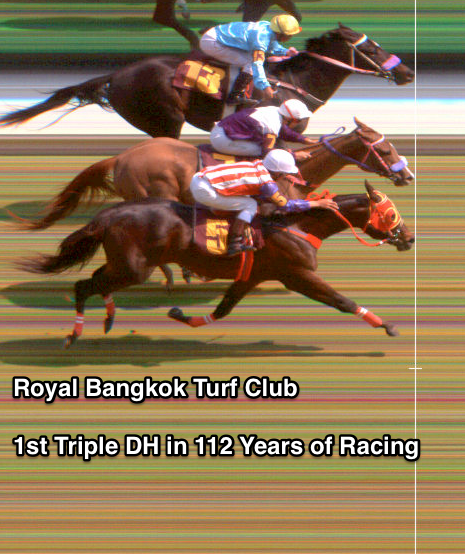 Royal Bangkok Turf Club
1st Triple DH in 112 Years of Racing